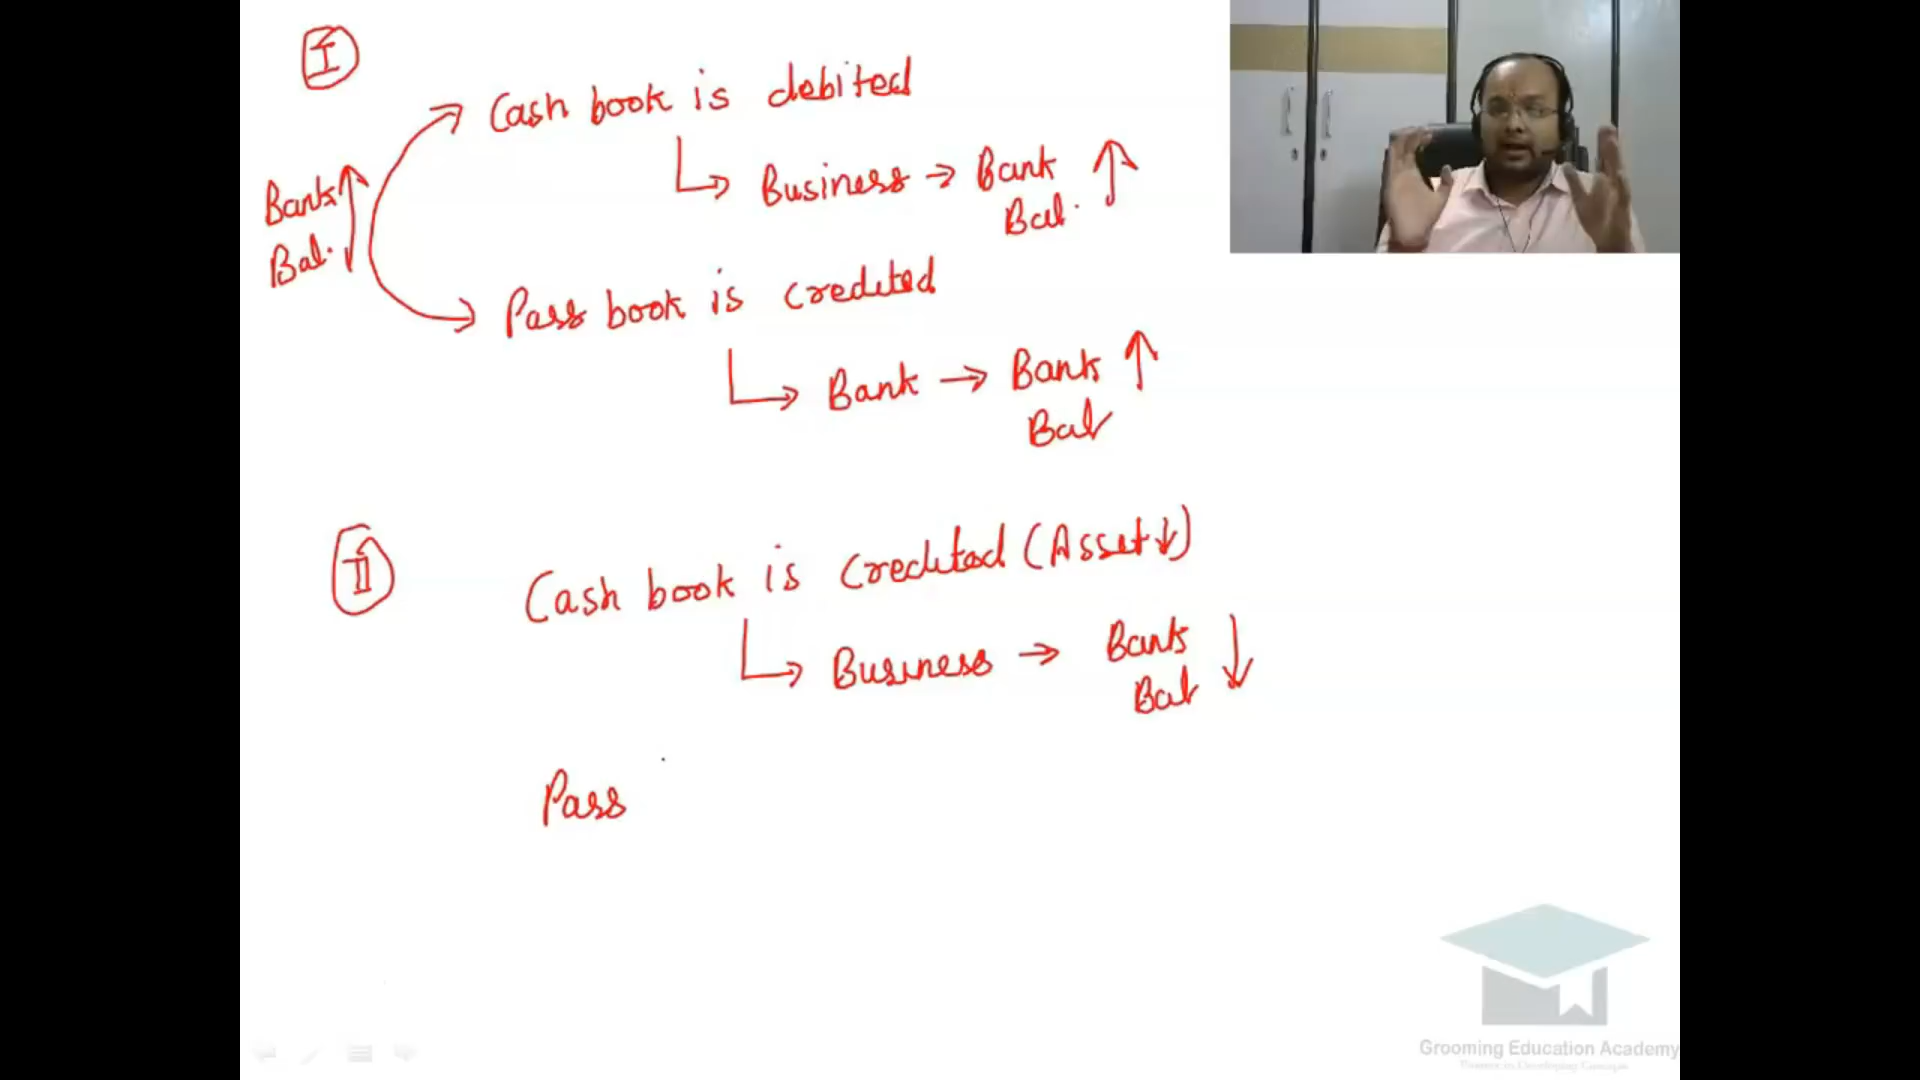 I
Cash book is debited
Business → Bank Bal. ↑
Bank Bal. ↑
Pass book is credited
Bank → Bank Bal ↑
II
Cash book is credited (Asset ↓)
Business → Bank Bal ↓
Pass
Grooming Education Academy